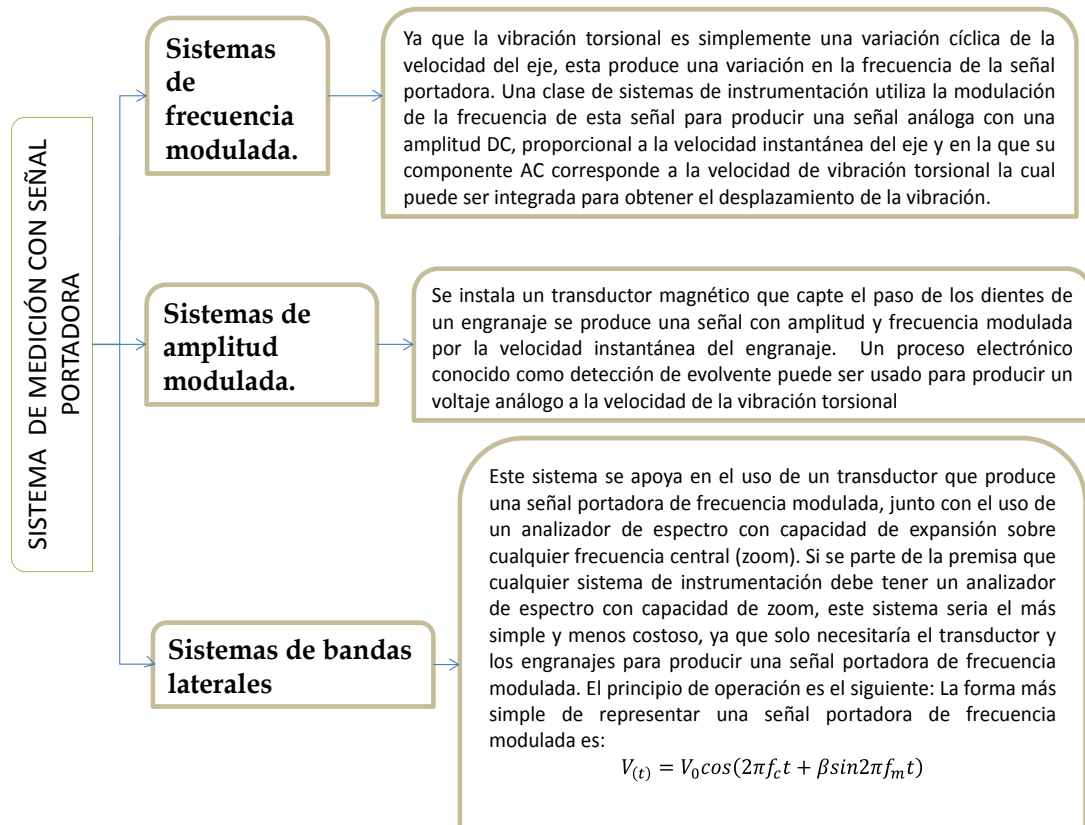 SISTEMA DE MEDICIÓN CON SEÑAL
PORTADORA
Sistemas
de
frecuencia
modulada.
Ya que la vibración torsional es simplemente una variación cíclica de la
velocidad del eje, esta produce una variación en la frecuencia de la señal
portadora. Una clase de sistemas de instrumentación utiliza la modulación
de la frecuencia de esta señal para producir una señal análoga con una
amplitud DC, proporcional a la velocidad instantánea del eje y en la que su
componente AC corresponde a la velocidad de vibración torsional la cual
puede ser integrada para obtener el desplazamiento de la vibración.
Sistemas de
amplitud
modulada.
Se instala un transductor magnético que capte el paso de los dientes de
un engranaje se produce una señal con amplitud y frecuencia modulada
por la velocidad instantánea del engranaje. Un proceso electrónico
conocido como detección de evolvente puede ser usado para producir un
voltaje análogo a la velocidad de la vibración torsional
Sistemas de bandas
laterales
Este sistema se apoya en el uso de un transductor que produce
una señal portadora de frecuencia modulada, junto con el uso de
un analizador de espectro con capacidad de expansión sobre
cualquier frecuencia central (zoom). Si se parte de la premisa que
cualquier sistema de instrumentación debe tener un analizador
de espectro con capacidad de zoom, este sistema seria el más
simple y menos costoso, ya que solo necesitaría el transductor y
los engranajes para producir una señal portadora de frecuencia
modulada. El principio de operación es el siguiente: La forma más
simple de representar una señal portadora de frecuencia
modulada es:
V₍t₎ = V₀cos(2πf_c t + βsin2πf_m t)